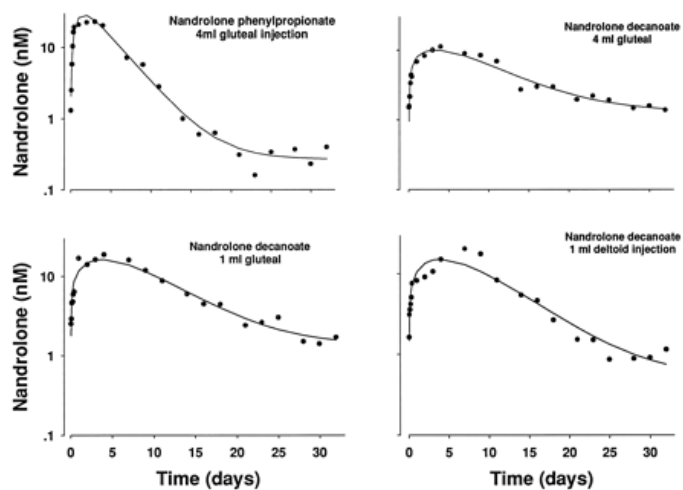 Nandrolone phenylpropionate
4ml gluteal injection
Nandrolone decanoate
4 ml gluteal
Nandrolone (nM)
10
1
.1
Nandrolone decanoate
1 ml gluteal
Nandrolone decanoate
1 ml deltoid injection
Nandrolone (nM)
10
1
.1
0 5 10 15 20 25 30
0 5 10 15 20 25 30
Time (days)
Time (days)